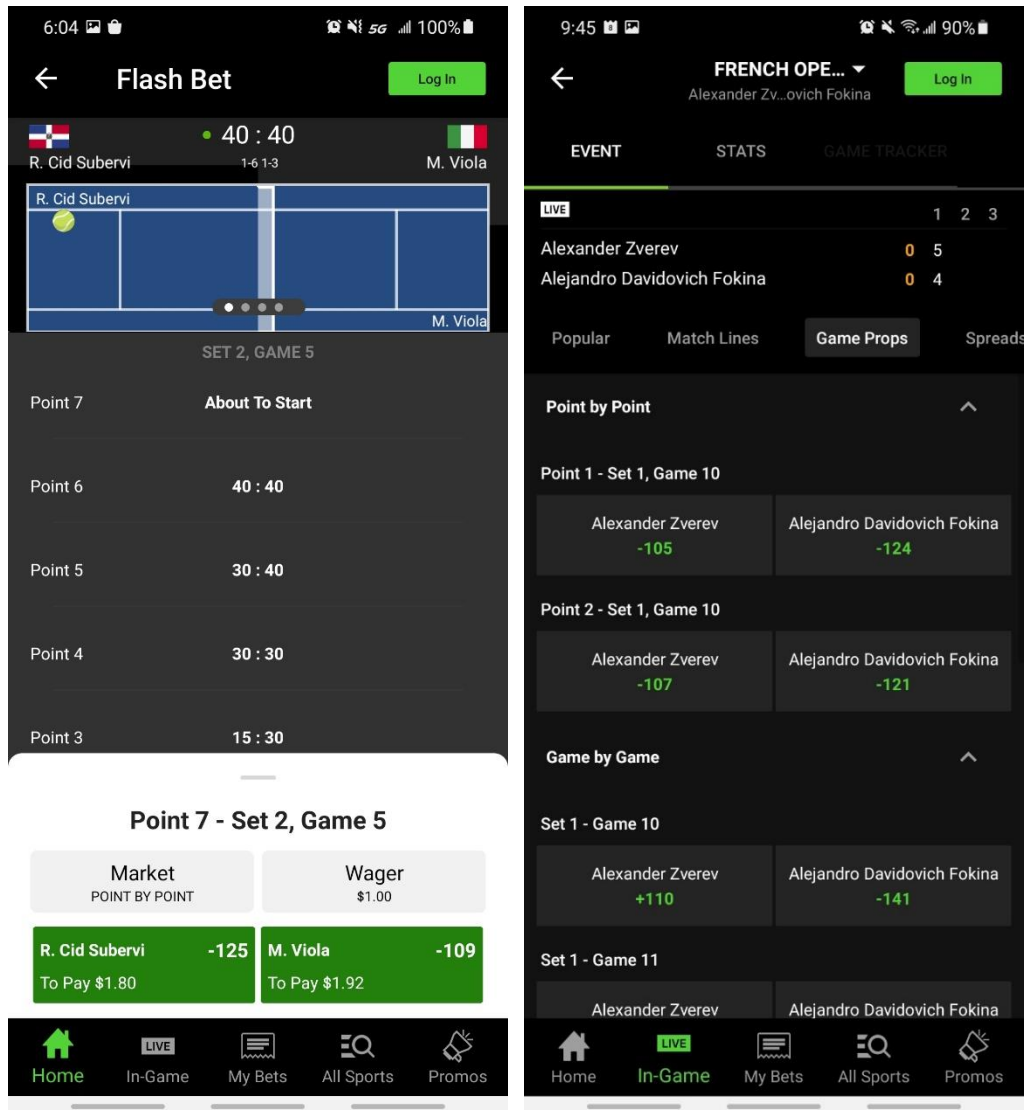 6:04
5G
100%
Flash Bet
Log In
40 : 40
R. Cid Subervi
1-6 1-3
M. Viola
R. Cid Subervi
M. Viola
SET 2, GAME 5
Point 7
About To Start
Point 6
40 : 40
Point 5
30 : 40
Point 4
30 : 30
Point 3
15 : 30
Point 7 - Set 2, Game 5
Market
POINT BY POINT
Wager
$1.00
R. Cid Subervi -125
To Pay $1.80
M. Viola -109
To Pay $1.92
LIVE
Home In-Game My Bets All Sports Promos
9:45
90%
FRENCH OPE...
Alexander Zv...ovich Fokina
Log In
EVENT STATS GAME TRACKER
LIVE
1 2 3
Alexander Zverev 0 5
Alejandro Davidovich Fokina 0 4
Popular Match Lines Game Props Spreads
Point by Point
Point 1 - Set 1, Game 10
Alexander Zverev
-105
Alejandro Davidovich Fokina
-124
Point 2 - Set 1, Game 10
Alexander Zverev
-107
Alejandro Davidovich Fokina
-121
Game by Game
Set 1 - Game 10
Alexander Zverev
+110
Alejandro Davidovich Fokina
-141
Set 1 - Game 11
Alexander Zverev
Alejandro Davidovich Fokina
LIVE
Home In-Game My Bets All Sports Promos